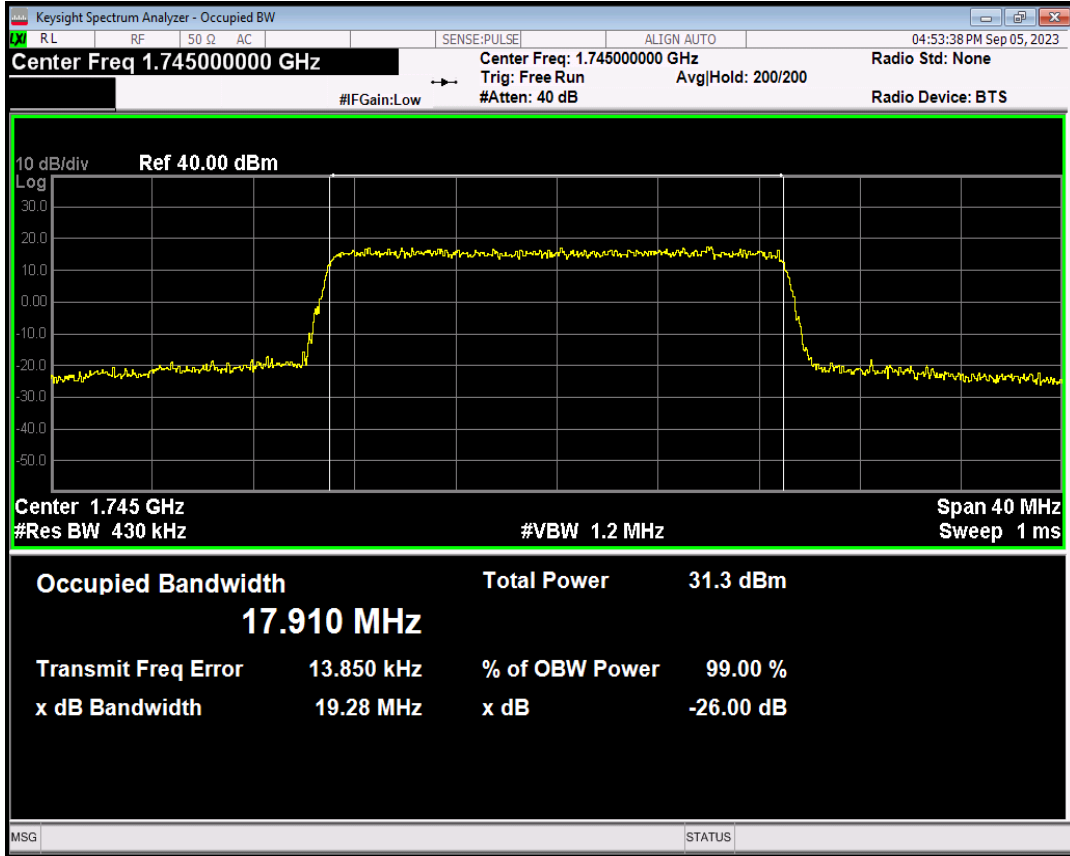 Keysight Spectrum Analyzer - Occupied BW
LXI RL RF 50 Ω AC SENSE:PULSE ALIGN AUTO 04:53:38 PM Sep 05, 2023
Center Freq 1.745000000 GHz
Center Freq: 1.745000000 GHz
Radio Std: None
Trig: Free Run Avg|Hold: 200/200
#IFGain:Low #Atten: 40 dB Radio Device: BTS
10 dB/div Ref 40.00 dBm
Log
30.0
20.0
10.0
0.00
-10.0
-20.0
-30.0
-40.0
-50.0
Center 1.745 GHz Span 40 MHz
#Res BW 430 kHz #VBW 1.2 MHz Sweep 1 ms
Occupied Bandwidth Total Power 31.3 dBm
17.910 MHz
Transmit Freq Error 13.850 kHz % of OBW Power 99.00 %
x dB Bandwidth 19.28 MHz x dB -26.00 dB
MSG STATUS